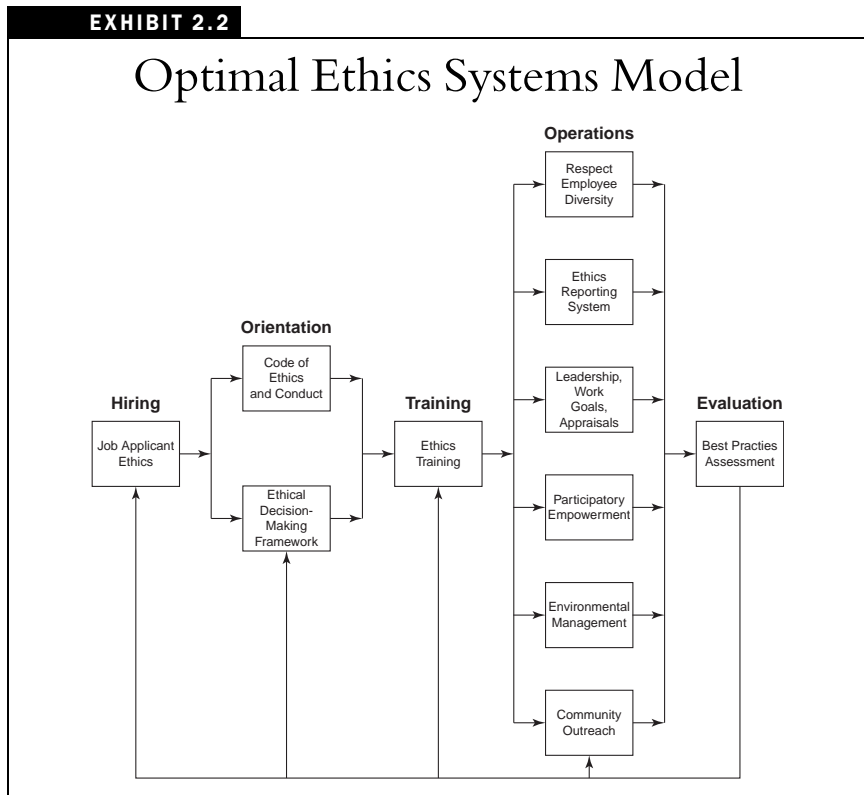 EXHIBIT 2.2
Optimal Ethics Systems Model
Hiring
Job Applicant
Ethics
Orientation
Code of
Ethics
and Conduct
Ethical
Decision-
Making
Framework
Training
Ethics
Training
Operations
Respect
Employee
Diversity
Ethics
Reporting
System
Leadership,
Work
Goals,
Appraisals
Participatory
Empowerment
Environmental
Management
Community
Outreach
Evaluation
Best Practies
Assessment